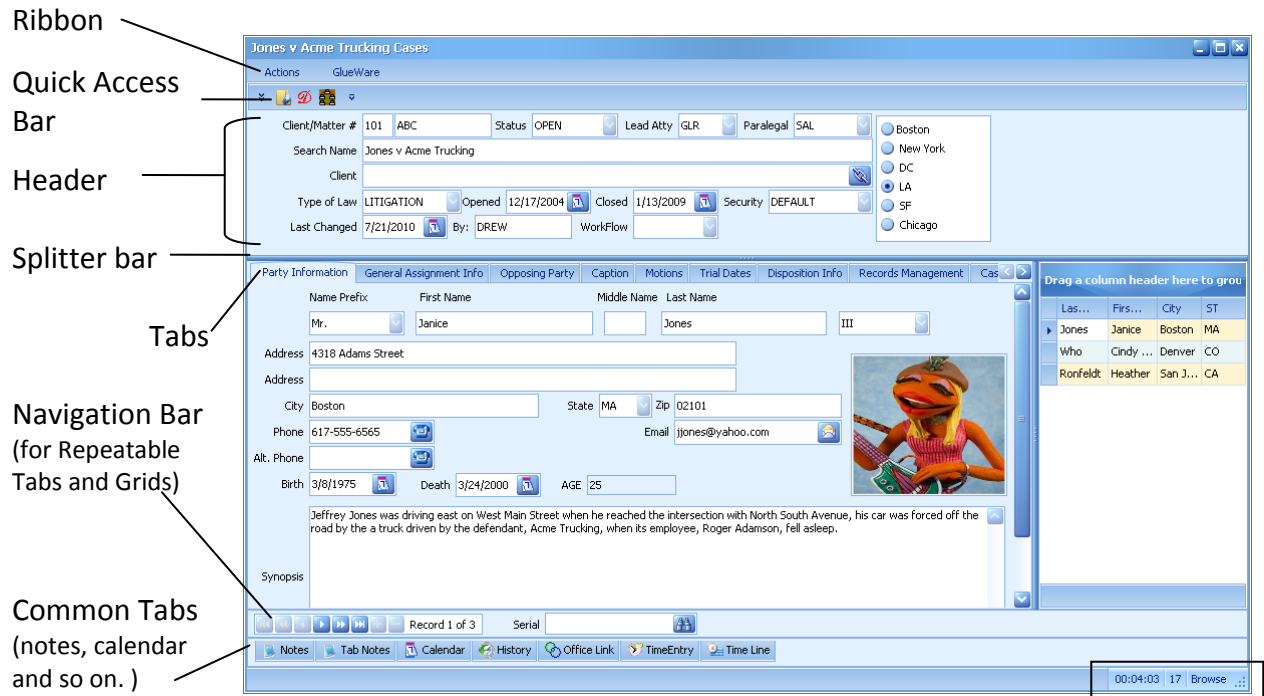 Ribbon
Quick Access
Bar
Header
Splitter bar
Tabs
Navigation Bar
(for Repeatable
Tabs and Grids)
Common Tabs
(notes, calendar
and so on. )
Jones v Acme Trucking Cases
Actions GlueWare
Client/Matter # 101 ABC Status OPEN Lead Atty GLR Paralegal SAL
Search Name Jones v Acme Trucking
Client
Type of Law LITIGATION Opened 12/17/2004 Closed 1/13/2009 Security DEFAULT
Last Changed 7/21/2010 By: DREW WorkFlow
Boston
New York
DC
LA
SF
Chicago
Party Information General Assignment Info Opposing Party Caption Motions Trial Dates Disposition Info Records Management Cas
Name Prefix First Name Middle Name Last Name
Mr. Janice Jones III
Address 4318 Adams Street
Address
City Boston State MA Zip 02101
Phone 617-555-6565 Email jjones@yahoo.com
Alt. Phone
Birth 3/8/1975 Death 3/24/2000 AGE 25
Jeffrey Jones was driving east on West Main Street when he reached the intersection with North South Avenue, his car was forced off the
road by the a truck driven by the defendant, Acme Trucking, when its employee, Roger Adamson, fell asleep.
Synopsis
Drag a column header here to grou
Las... Firs... City ST
Jones Janice Boston MA
Who Cindy ... Denver CO
Ronfeldt Heather San J... CA
Record 1 of 3 Serial
Notes Tab Notes Calendar History Office Link TimeEntry Time Line
00:04:03 17 Browse